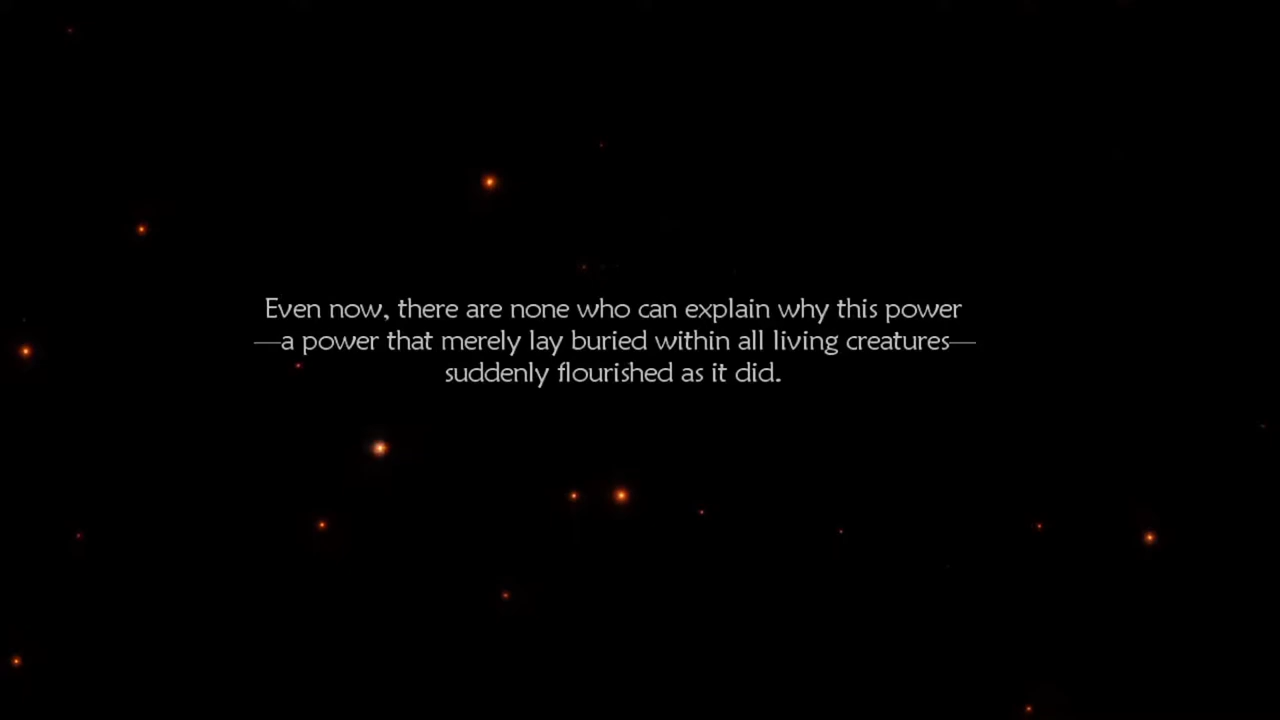 Even now, there are none who can explain why this power
—a power that merely lay buried within all living creatures—
suddenly flourished as it did.